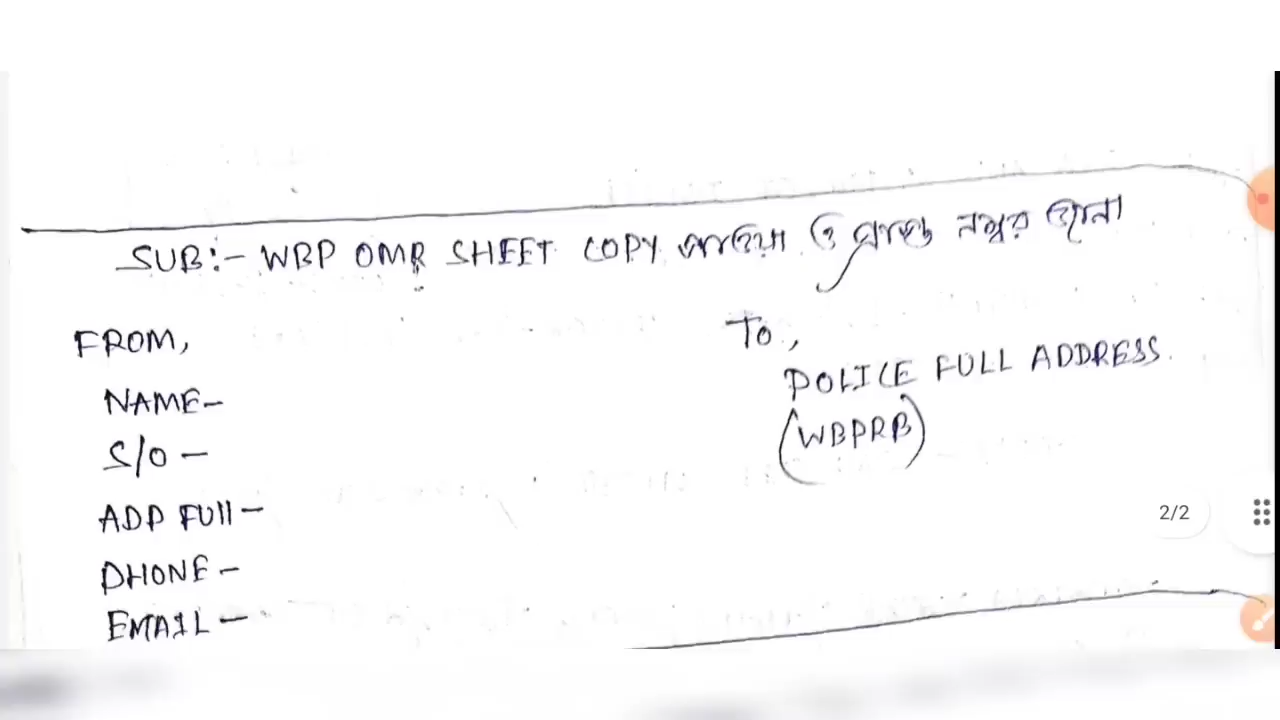 SUB:- WBP OMR SHEET COPY পাওয়া ও প্রাপ্ত নম্বর জানা
FROM,
NAME-
S/O -
ADD FUll-
PHONE -
EMAIL -
To,
POLICE FULL ADDRESS.
(WBPRB)
2/2